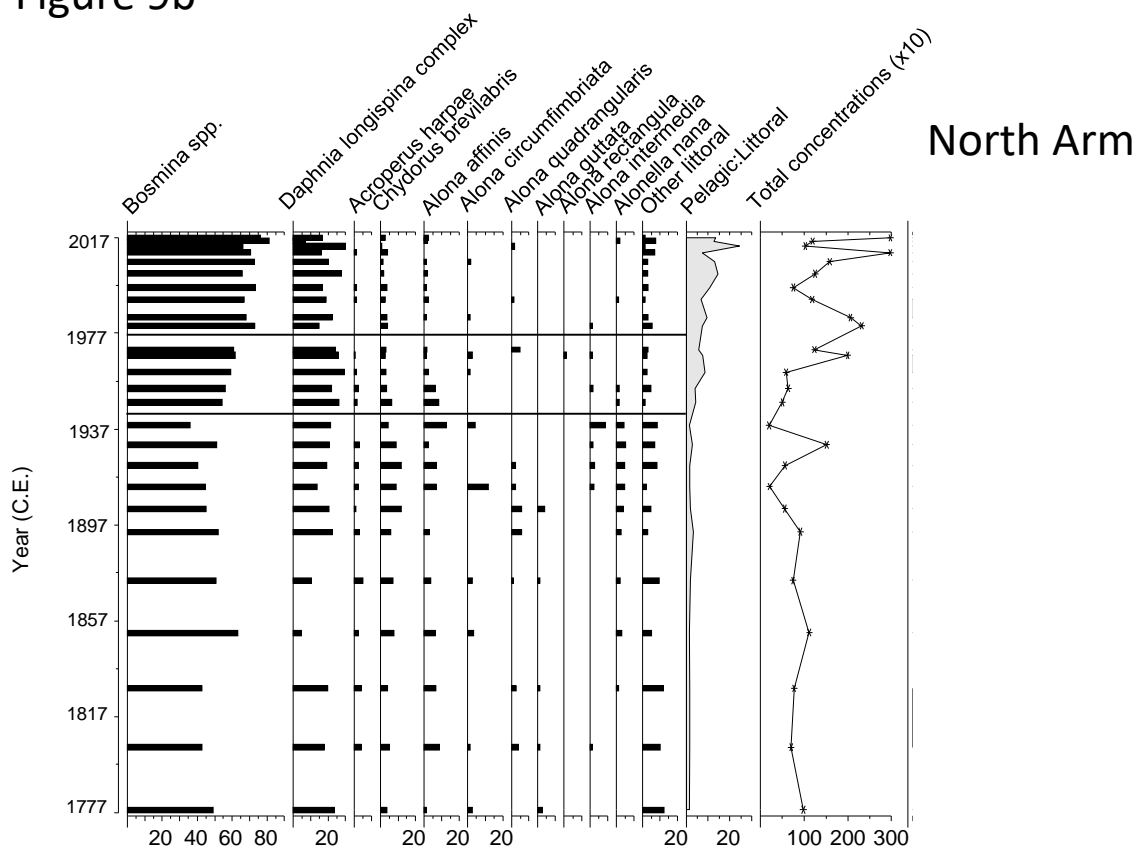 Figure 9b
North Arm
Bosmina spp.
Daphnia longispina complex
Acroperus harpae
Chydorus brevilabris
Alona affinis
Alona circumfimbriata
Alona quadrangularis
Alona guttata
Alona rectangula
Alona intermedia
Alonella nana
Other littoral
Pelagic:Littoral
Total concentrations (x10)
Year (C.E.)
2017
1977
1937
1897
1857
1817
1777
20 40 60 80 20 20 20 20 20 20 100 200 300